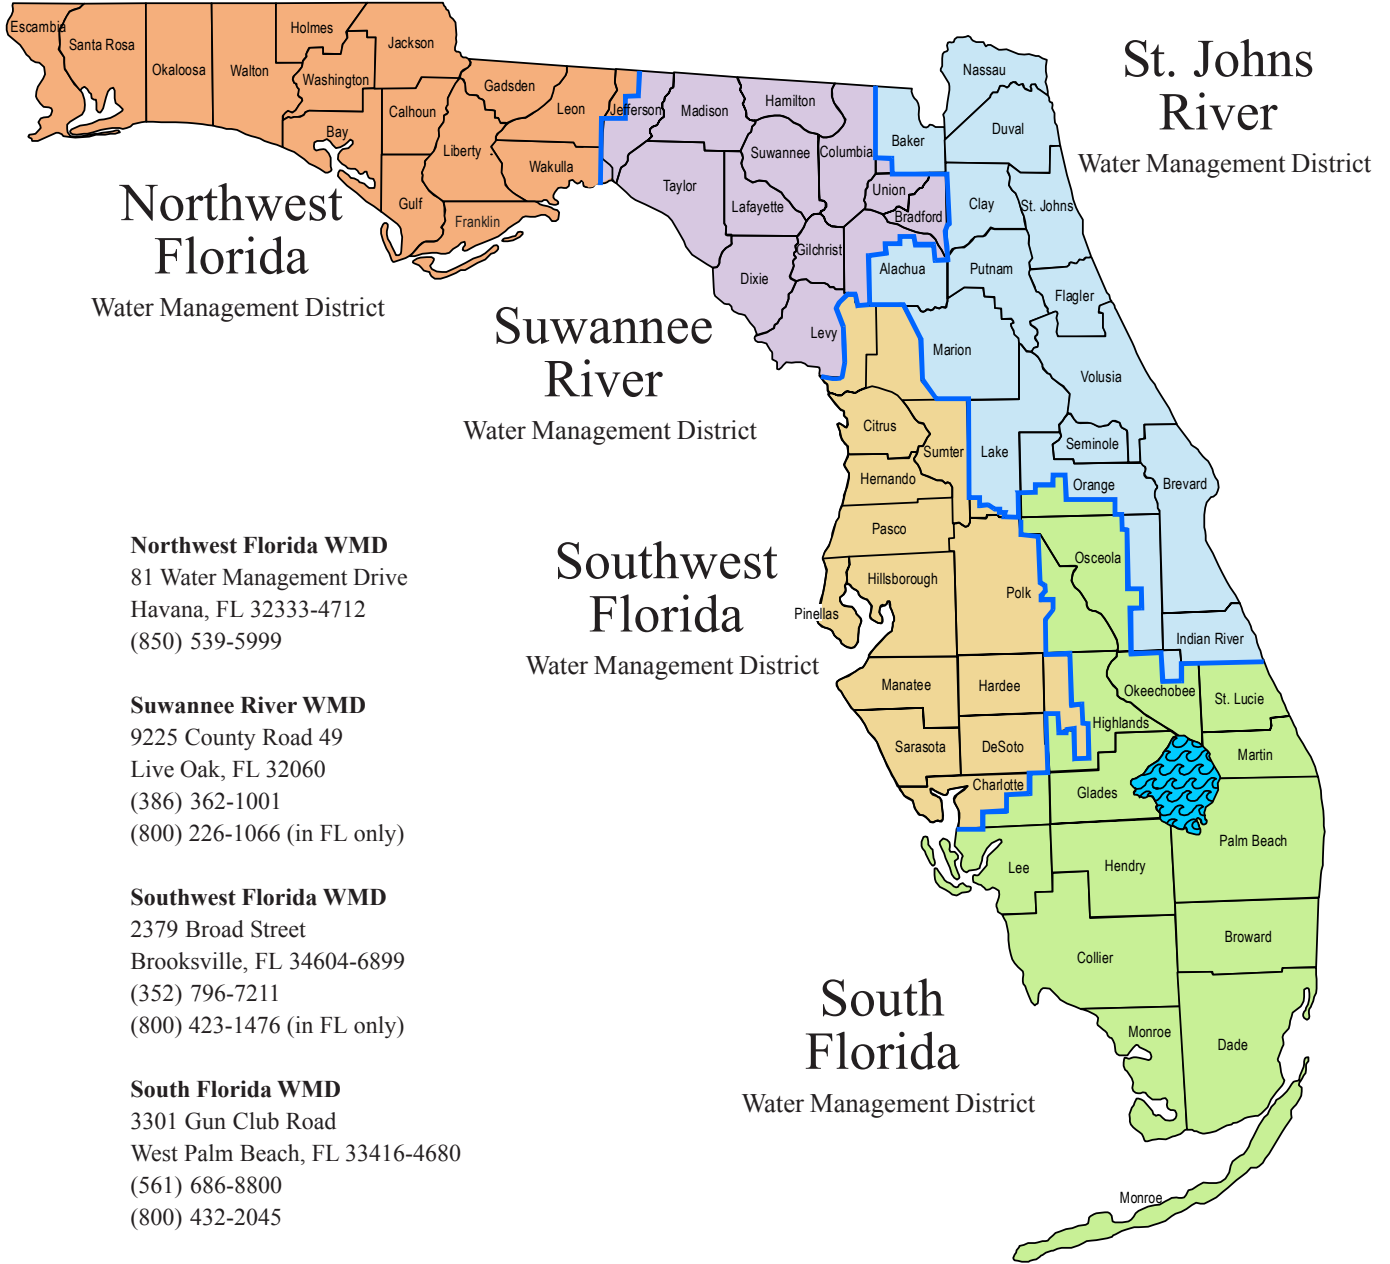 Escambia
Santa Rosa
Okaloosa
Walton
Holmes
Washington
Jackson
Bay
Calhoun
Gulf
Liberty
Gadsden
Franklin
Leon
Wakulla
Jefferson
Madison
Taylor
Hamilton
Suwannee
Lafayette
Columbia
Dixie
Gilchrist
Levy
Union
Bradford
Baker
Nassau
Duval
Clay
St. Johns
Alachua
Putnam
Flagler
Marion
Volusia
Citrus
Sumter
Lake
Seminole
Hernando
Orange
Brevard
Pasco
Osceola
Hillsborough
Polk
Pinellas
Indian River
Manatee
Hardee
Okeechobee
St. Lucie
Highlands
Sarasota
DeSoto
Martin
Charlotte
Glades
Palm Beach
Lee
Hendry
Broward
Collier
Monroe
Dade
Monroe
St. Johns
River
Water Management District
Northwest
Florida
Water Management District
Suwannee
River
Water Management District
Southwest
Florida
Water Management District
South
Florida
Water Management District
Northwest Florida WMD
81 Water Management Drive
Havana, FL 32333-4712
(850) 539-5999
Suwannee River WMD
9225 County Road 49
Live Oak, FL 32060
(386) 362-1001
(800) 226-1066 (in FL only)
Southwest Florida WMD
2379 Broad Street
Brooksville, FL 34604-6899
(352) 796-7211
(800) 423-1476 (in FL only)
South Florida WMD
3301 Gun Club Road
West Palm Beach, FL 33416-4680
(561) 686-8800
(800) 432-2045